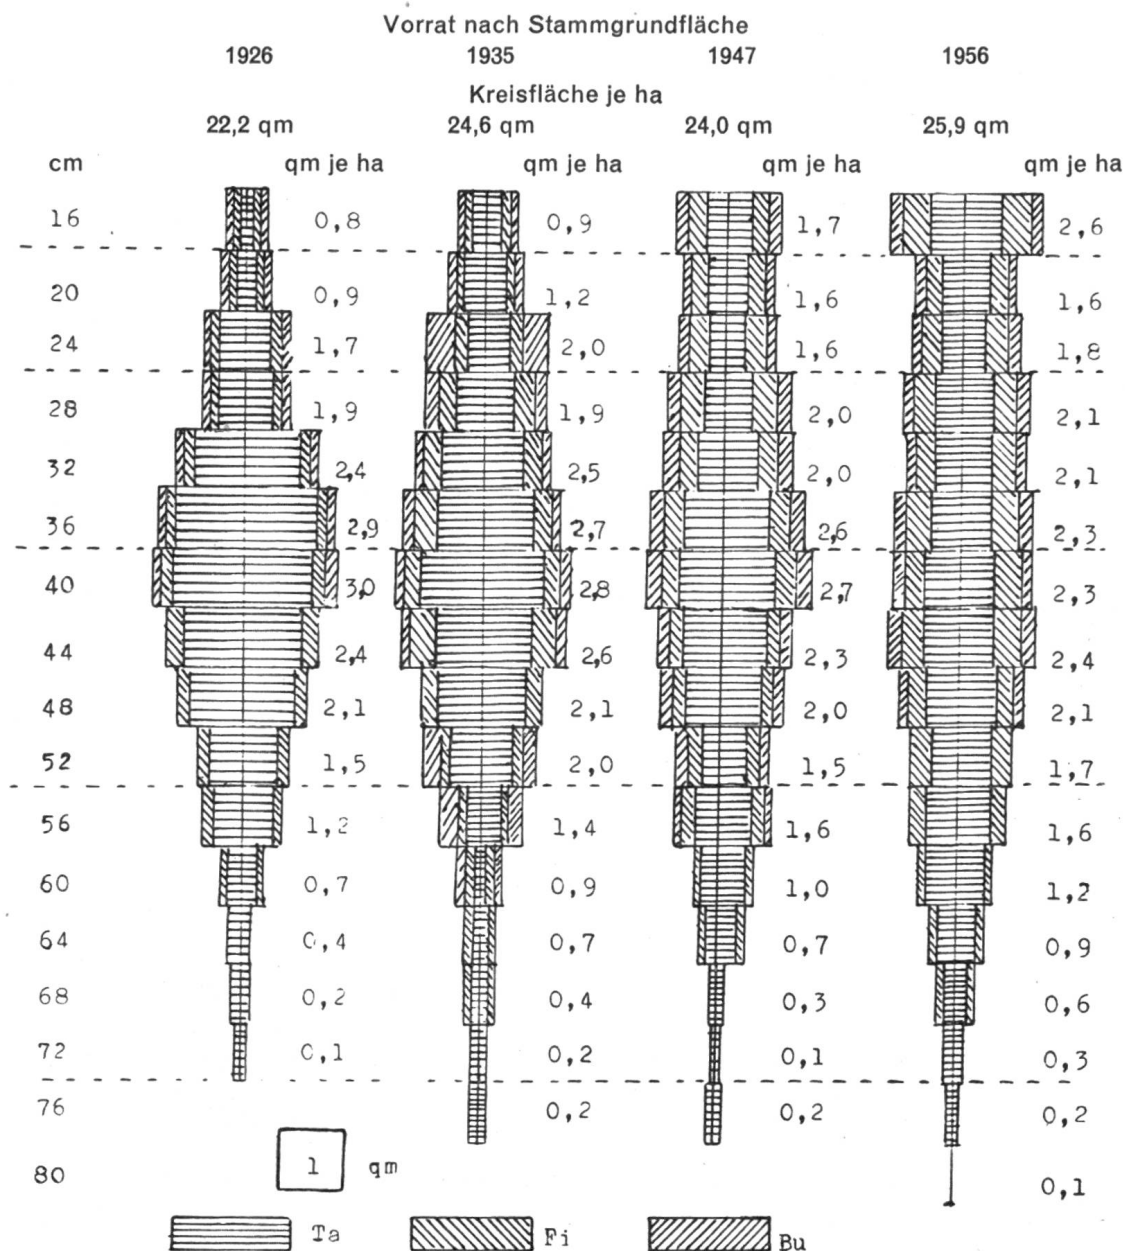 Vorrat nach Stammgrundfläche
1926 1935 1947 1956
Kreisfläche je ha
22,2 qm 24,6 qm 24,0 qm 25,9 qm
cm qm je ha qm je ha qm je ha qm je ha
16 0,8 0,9 1,7 2,6
20 0,9 1,2 1,6 1,6
24 1,7 2,0 1,6 1,8
28 1,9 1,9 2,0 2,1
32 2,4 2,5 2,0 2,1
36 2,9 2,7 2,6 2,3
40 3,0 2,8 2,7 2,3
44 2,4 2,6 2,3 2,4
48 2,1 2,1 2,0 2,1
52 1,5 2,0 1,5 1,7
56 1,2 1,4 1,6 1,6
60 0,7 0,9 1,0 1,2
64 0,4 0,7 0,7 0,9
68 0,2 0,4 0,3 0,6
72 0,1 0,2 0,1 0,3
76 0,2 0,2 0,2
80 1 qm 0,1
Ta Fi Bu